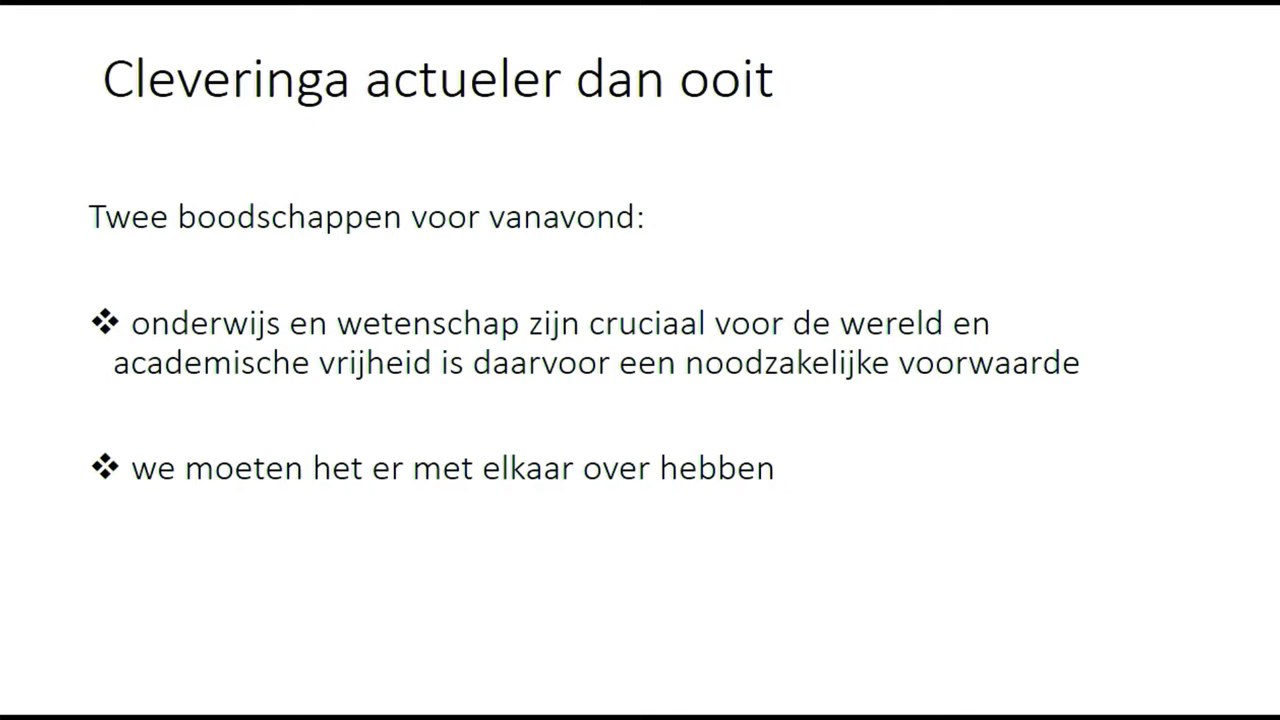 Cleveringa actueler dan ooit
Twee boodschappen voor vanavond:
❖ onderwijs en wetenschap zijn cruciaal voor de wereld en
academische vrijheid is daarvoor een noodzakelijke voorwaarde
❖ we moeten het er met elkaar over hebben